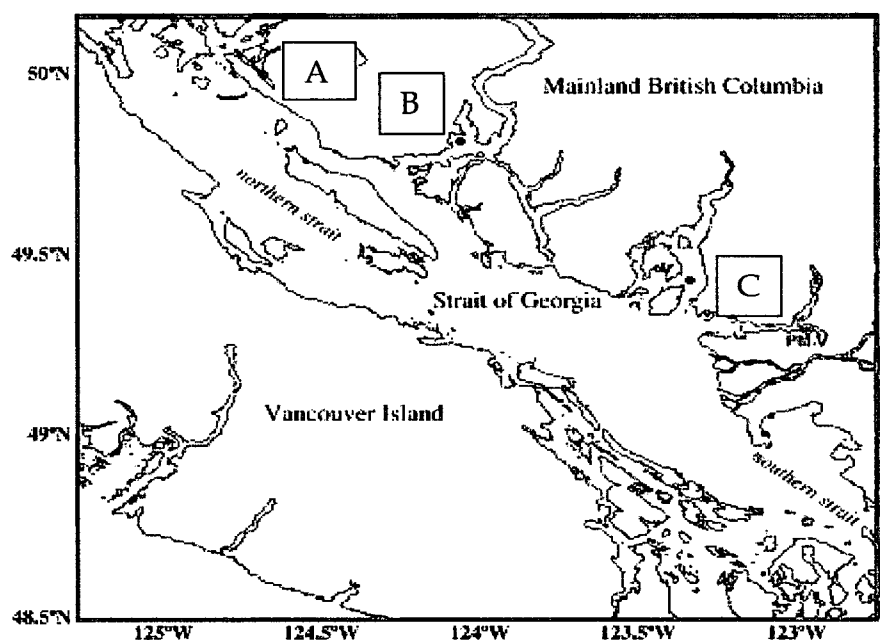 50°N
A
B
Mainland British Columbia
northern strait
49.5°N
Strait of Georgia
C
49°N
Vancouver Island
southern strait
48.5°N
125°W 124.5°W 124°W 123.5°W 123°W